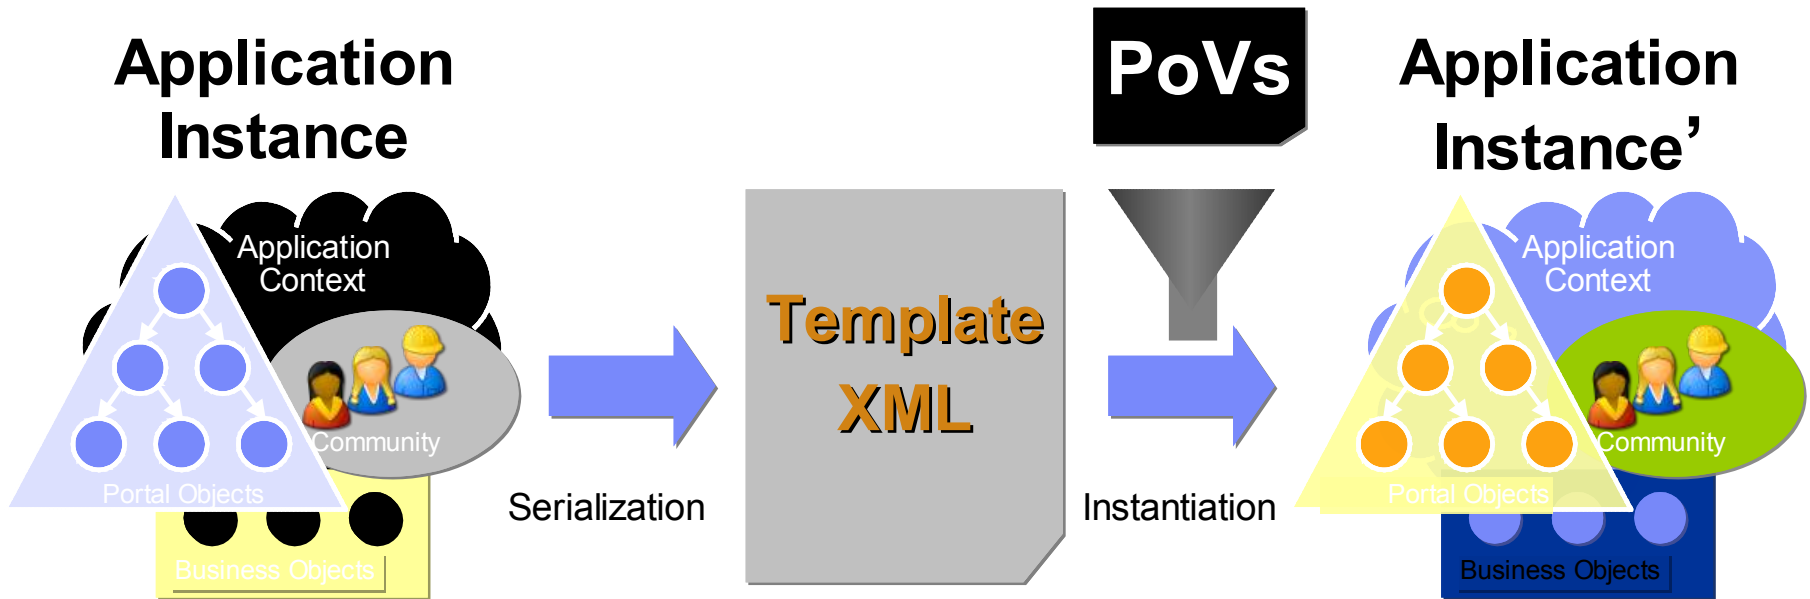 Application
Instance
Application
Context
Community
Portal Objects
Business Objects
Serialization
Template
XML
PoVs
Instantiation
Application
Instance’
Application
Context
Community
Portal Objects
Business Objects